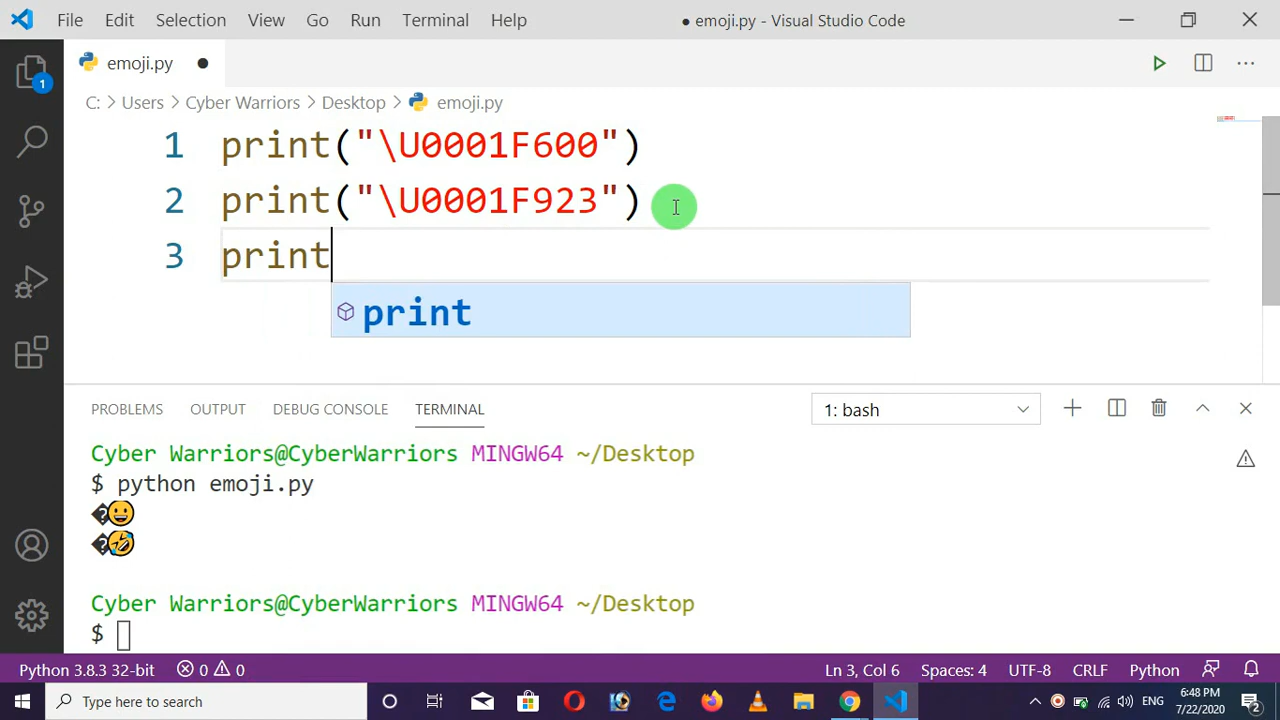 File Edit Selection View Go Run Terminal Help ● emoji.py - Visual Studio Code
1
emoji.py ●
C: > Users > Cyber Warriors > Desktop > emoji.py
1 print("\U0001F600")
2 print("\U0001F923")
3 print
print
PROBLEMS OUTPUT DEBUG CONSOLE TERMINAL 1: bash
Cyber Warriors@CyberWarriors MINGW64 ~/Desktop
$ python emoji.py
�😀
�🤣
Cyber Warriors@CyberWarriors MINGW64 ~/Desktop
$
Python 3.8.3 32-bit 0 0 Ln 3, Col 6 Spaces: 4 UTF-8 CRLF Python
Type here to search ENG 6:48 PM
7/22/2020 2